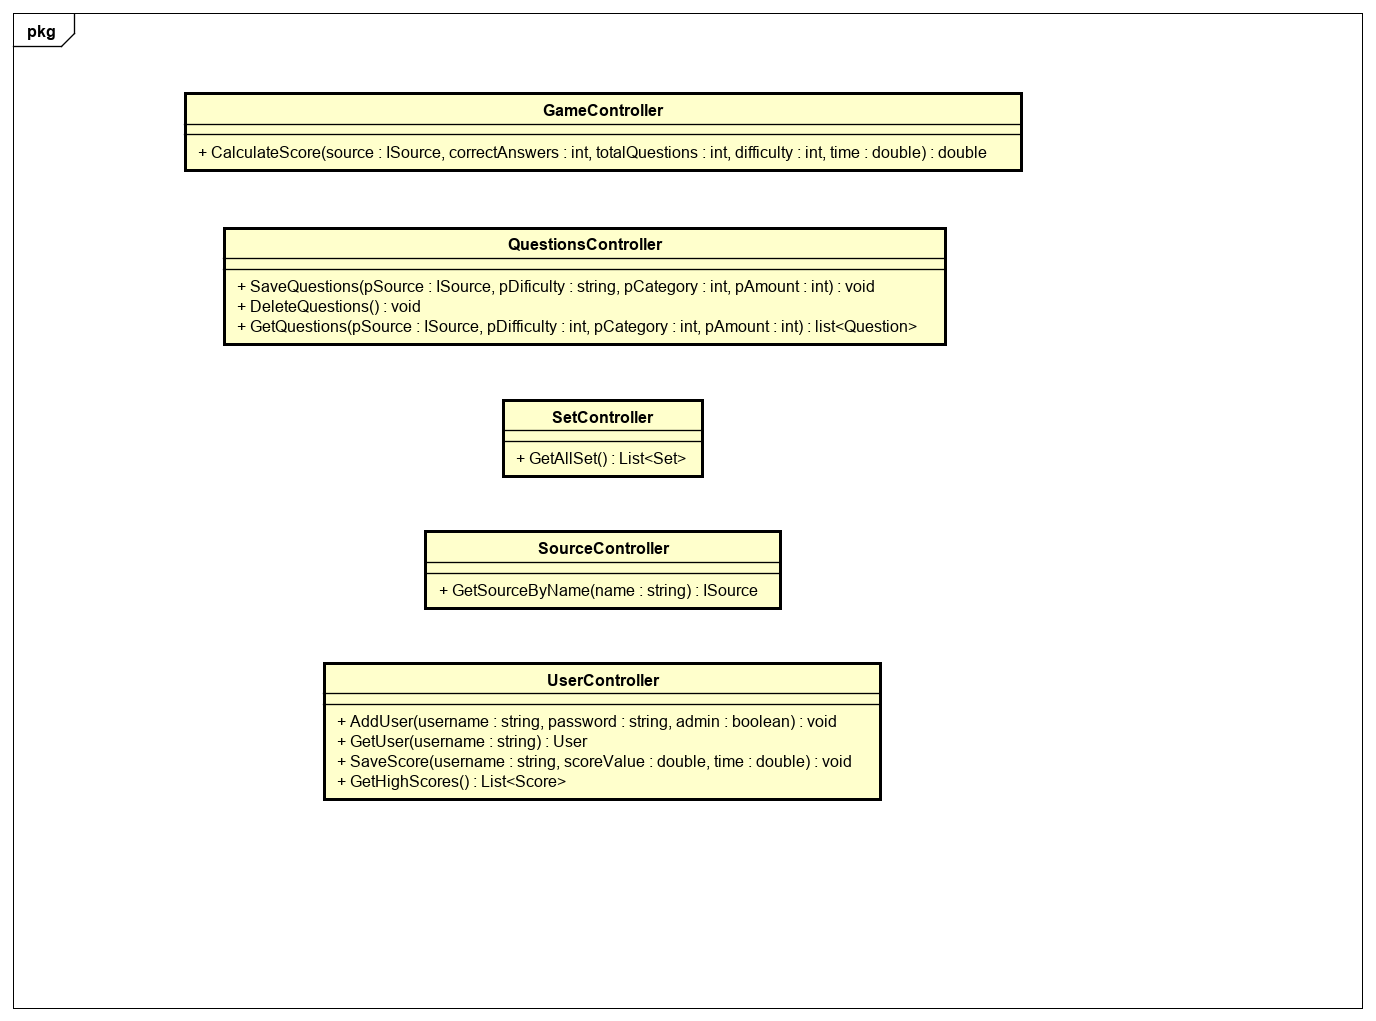 pkg
GameController
+ CalculateScore(source : ISource, correctAnswers : int, totalQuestions : int, difficulty : int, time : double) : double
QuestionsController
+ SaveQuestions(pSource : ISource, pDificulty : string, pCategory : int, pAmount : int) : void
+ DeleteQuestions() : void
+ GetQuestions(pSource : ISource, pDifficulty : int, pCategory : int, pAmount : int) : list<Question>
SetController
+ GetAllSet() : List<Set>
SourceController
+ GetSourceByName(name : string) : ISource
UserController
+ AddUser(username : string, password : string, admin : boolean) : void
+ GetUser(username : string) : User
+ SaveScore(username : string, scoreValue : double, time : double) : void
+ GetHighScores() : List<Score>